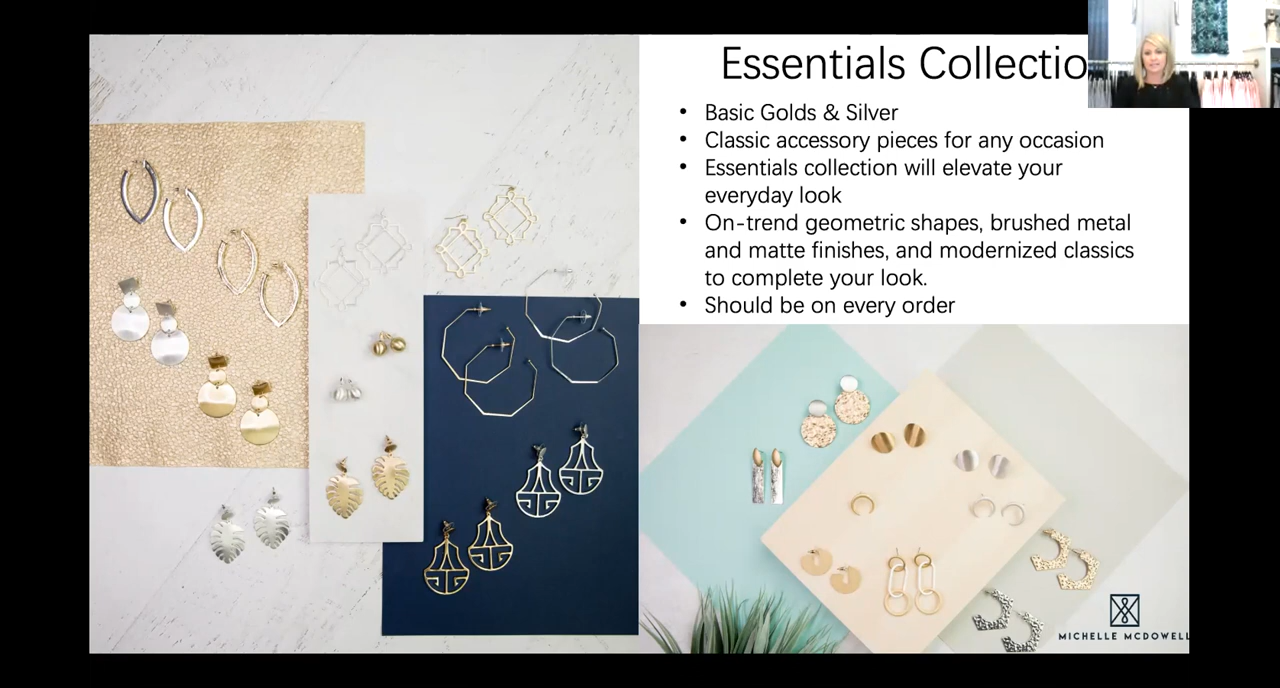 Essentials Collectio
• Basic Golds & Silver
• Classic accessory pieces for any occasion
• Essentials collection will elevate your
everyday look
• On-trend geometric shapes, brushed metal
and matte finishes, and modernized classics
to complete your look.
• Should be on every order
MICHELLE MCDOWELL